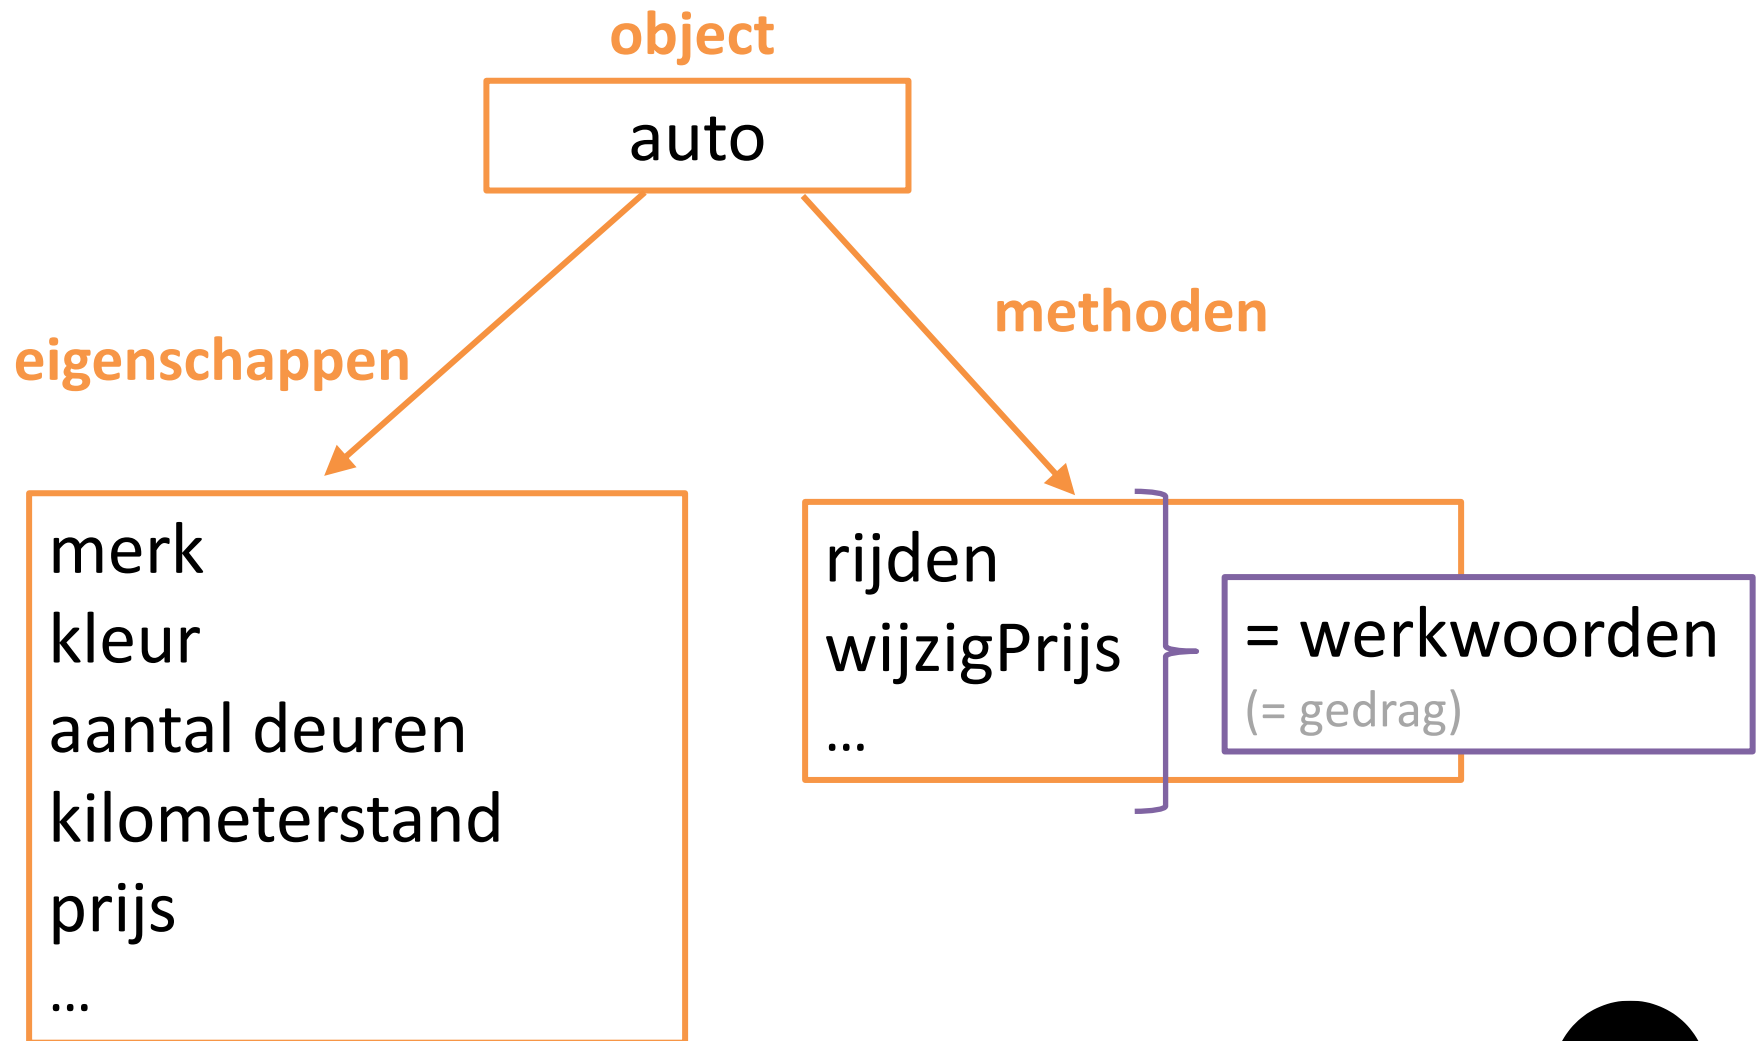 object
auto
eigenschappen
methoden
merk
kleur
aantal deuren
kilometerstand
prijs
...
rijden
wijzigPrijs
...
= werkwoorden
(= gedrag)